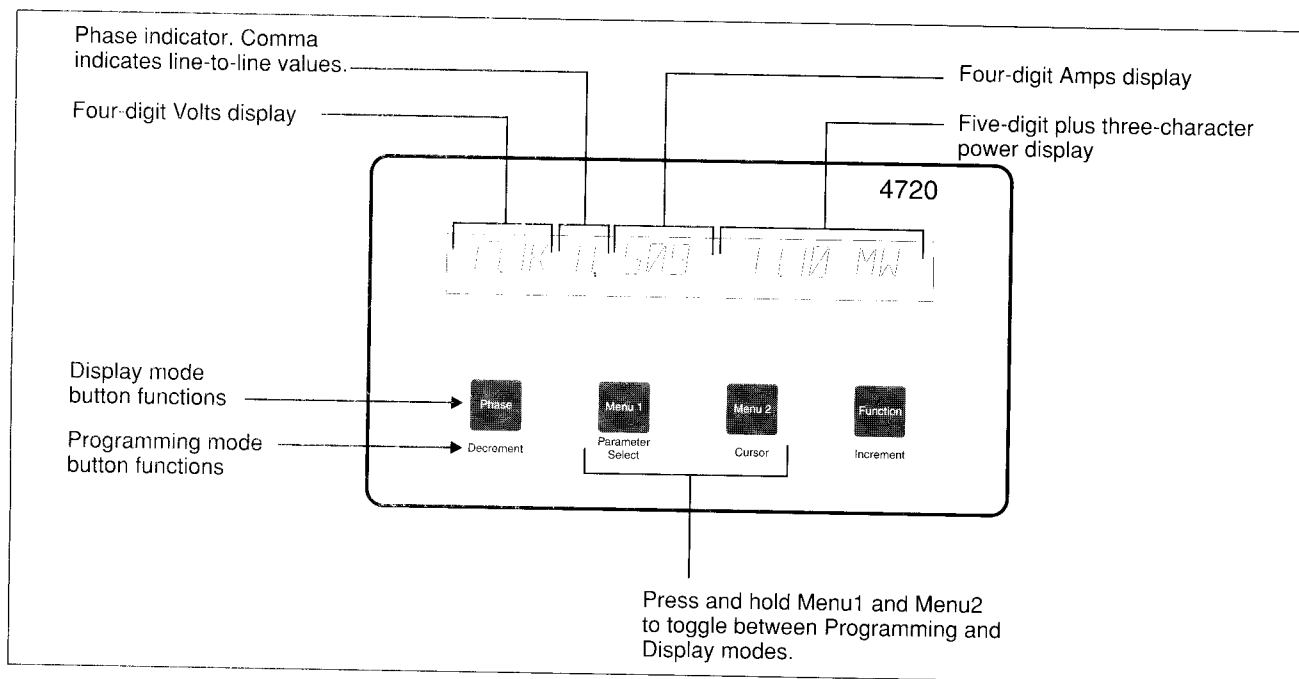 Phase indicator. Comma
indicates line-to-line values.
Four-digit Volts display
Four-digit Amps display
Five-digit plus three-character
power display
4720
MW
Display mode
button functions
Programming mode
button functions
Phase
Menu 1
Menu 2
Function
Decrement
Parameter
Select
Cursor
Increment
Press and hold Menu1 and Menu2
to toggle between Programming and
Display modes.